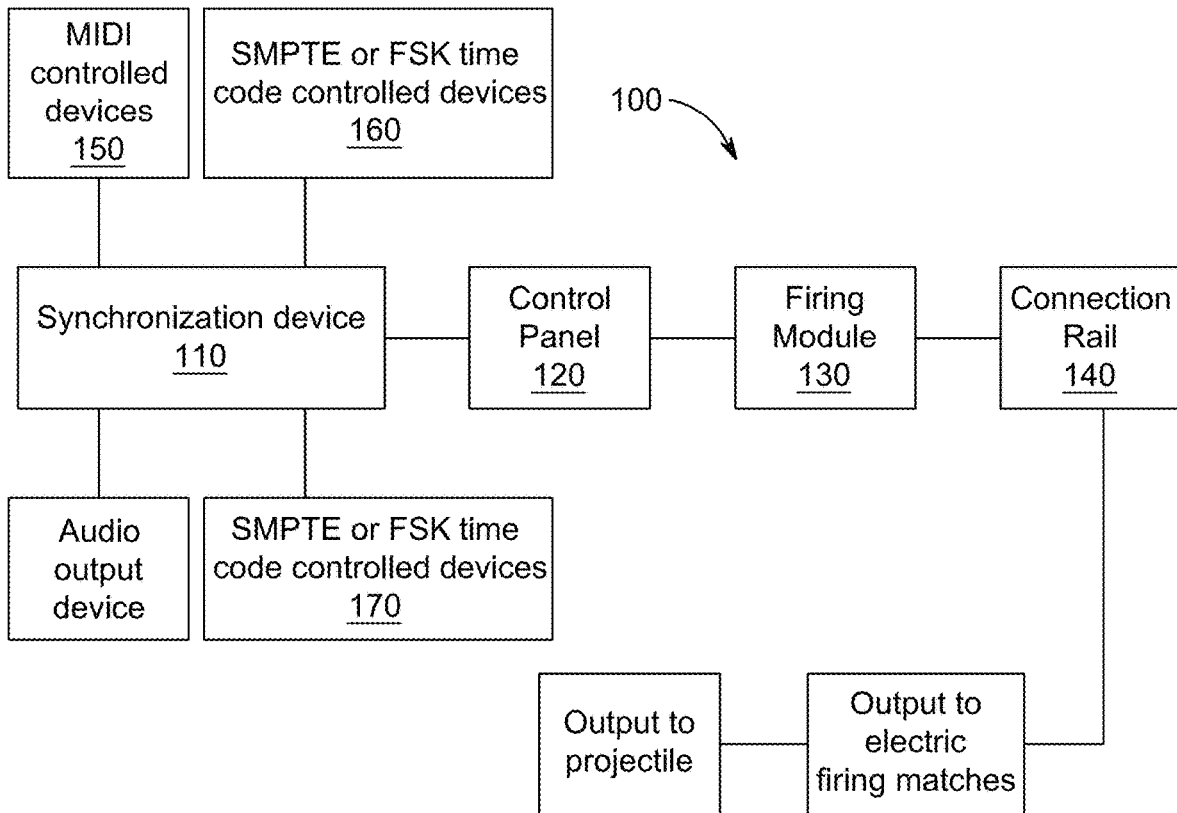 MIDI
controlled
devices
150
SMPTE or FSK time
code controlled devices
160
100
Synchronization device
110
Control
Panel
120
Firing
Module
130
Connection
Rail
140
Audio
output
device
SMPTE or FSK time
code controlled devices
170
Output to
projectile
Output to
electric
firing matches